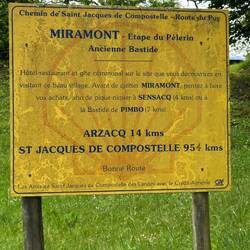 Chemin de Saint Jacques de Compostelle - Route du Puy
MIRAMONT - Etape du Pèlerin
Ancienne Bastide
Hôtel-restaurant et gîte communal sur le site que vous découvrirez en
visitant ce beau village. Avant de quitter MIRAMONT, pensez à faire
vos achats, aire de pique-nique à SENSACQ (4 kms) ou à
la Bastide de PIMBO (7 kms).
ARZACQ 14 kms
ST JACQUES DE COMPOSTELLE 954 kms
Bonne Route
Les Amis de Saint Jacques de Compostelle des Landes avec le Crédit Agricole